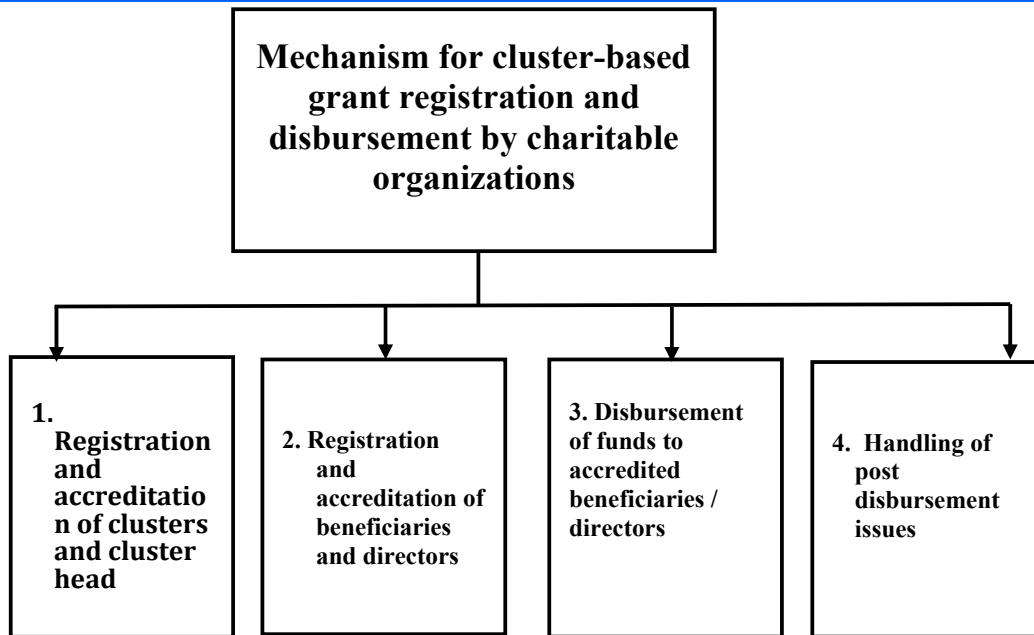 Mechanism for cluster-based
grant registration and
disbursement by charitable
organizations
1.
Registration
and
accreditatio
n of clusters
and cluster
head
2. Registration
and
accreditation of
beneficiaries
and directors
3. Disbursement
of funds to
accredited
beneficiaries /
directors
4. Handling of
post
disbursement
issues